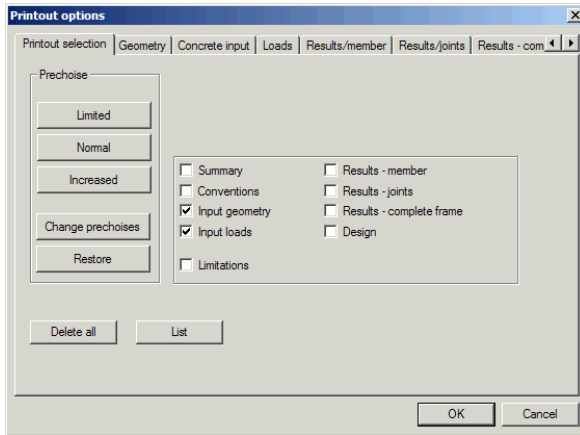 Printout options
Printout selection Geometry Concrete input Loads Results/member Results/joints Results - com
Prechoise
Limited
Normal
Increased
Change prechoises
Restore
Summary
Conventions
Input geometry
Input loads
Limitations
Results - member
Results - joints
Results - complete frame
Design
Delete all List
OK Cancel